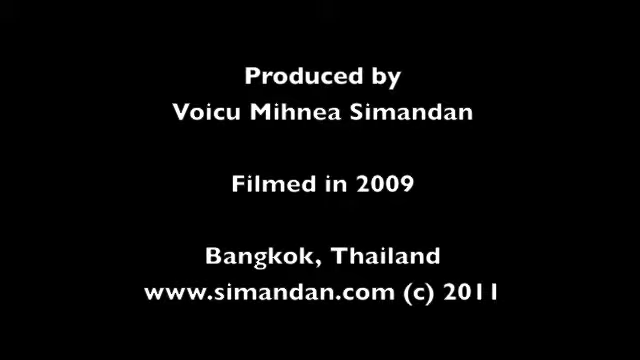 Produced by
Voicu Mihnea Simandan
Filmed in 2009
Bangkok, Thailand
www.simandan.com (c) 2011